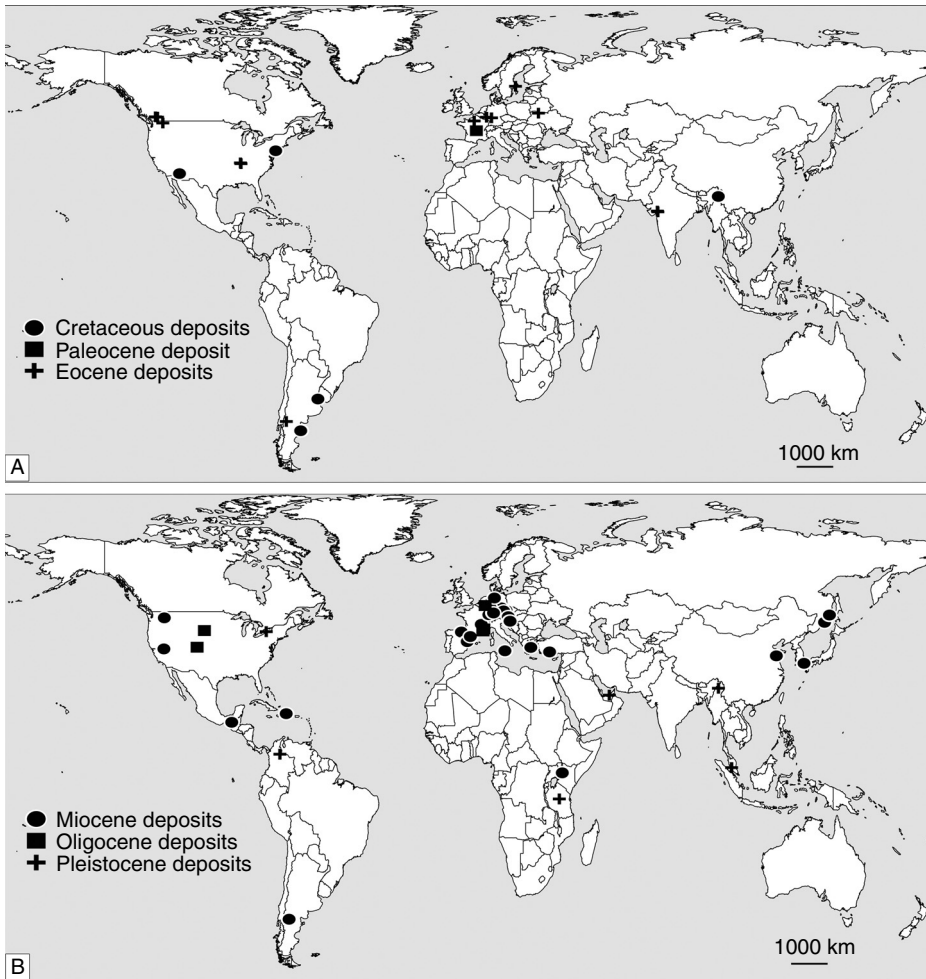 Cretaceous deposits
Paleocene deposit
Eocene deposits
1000 km
A
Miocene deposits
Oligocene deposits
Pleistocene deposits
1000 km
B